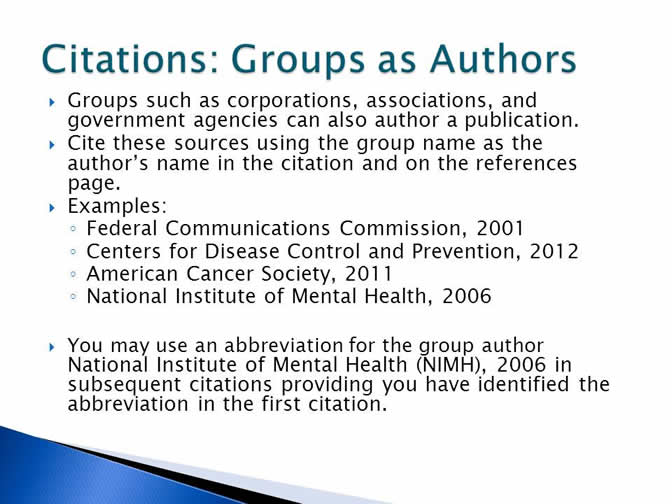 Citations: Groups as Authors
Groups such as corporations, associations, and
government agencies can also author a publication.
Cite these sources using the group name as the
author's name in the citation and on the references
page.
Examples:
Federal Communications Commission, 2001
Centers for Disease Control and Prevention, 2012
American Cancer Society, 2011
National Institute of Mental Health, 2006
You may use an abbreviation for the group author
National Institute of Mental Health (NIMH), 2006 in
subsequent citations providing you have identified the
abbreviation in the first citation.